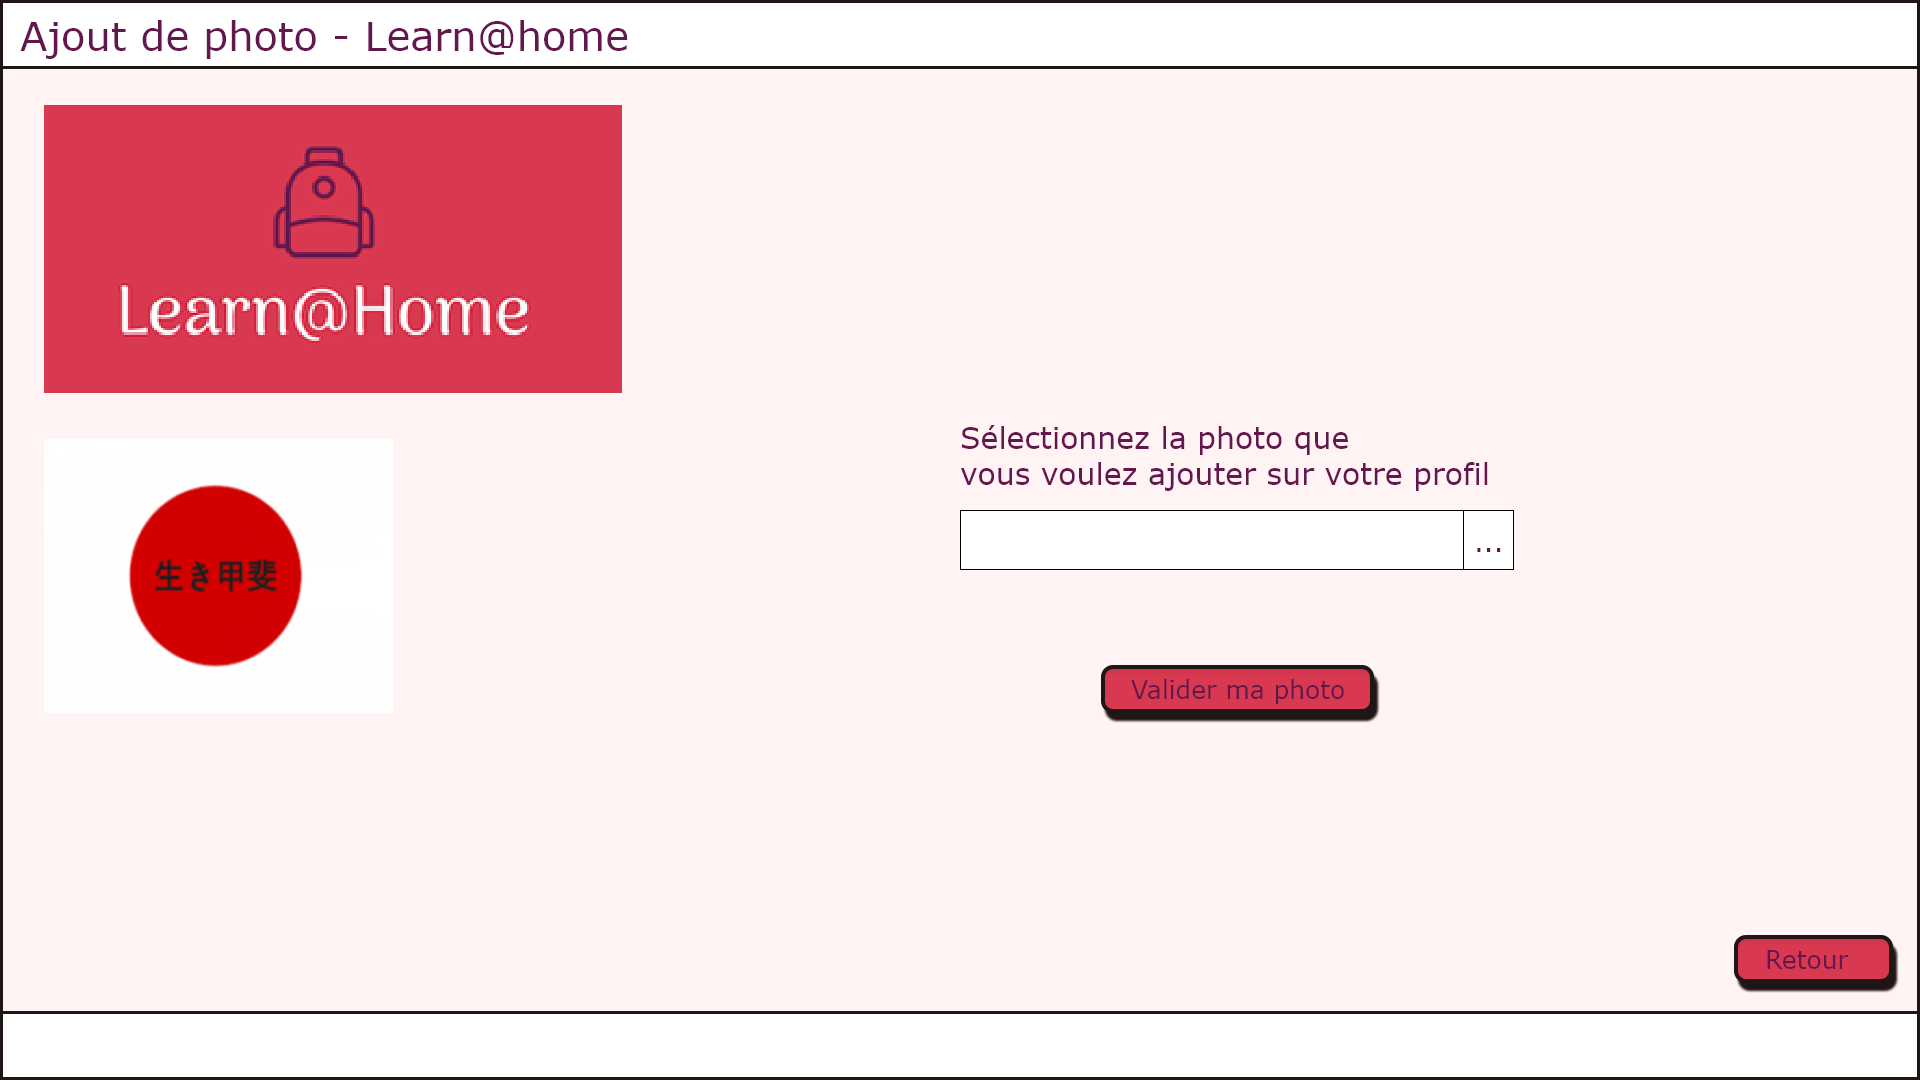 Ajout de photo - Learn@home
Learn@Home
生き甲斐
Sélectionnez la photo que
vous voulez ajouter sur votre profil
...
Valider ma photo
Retour